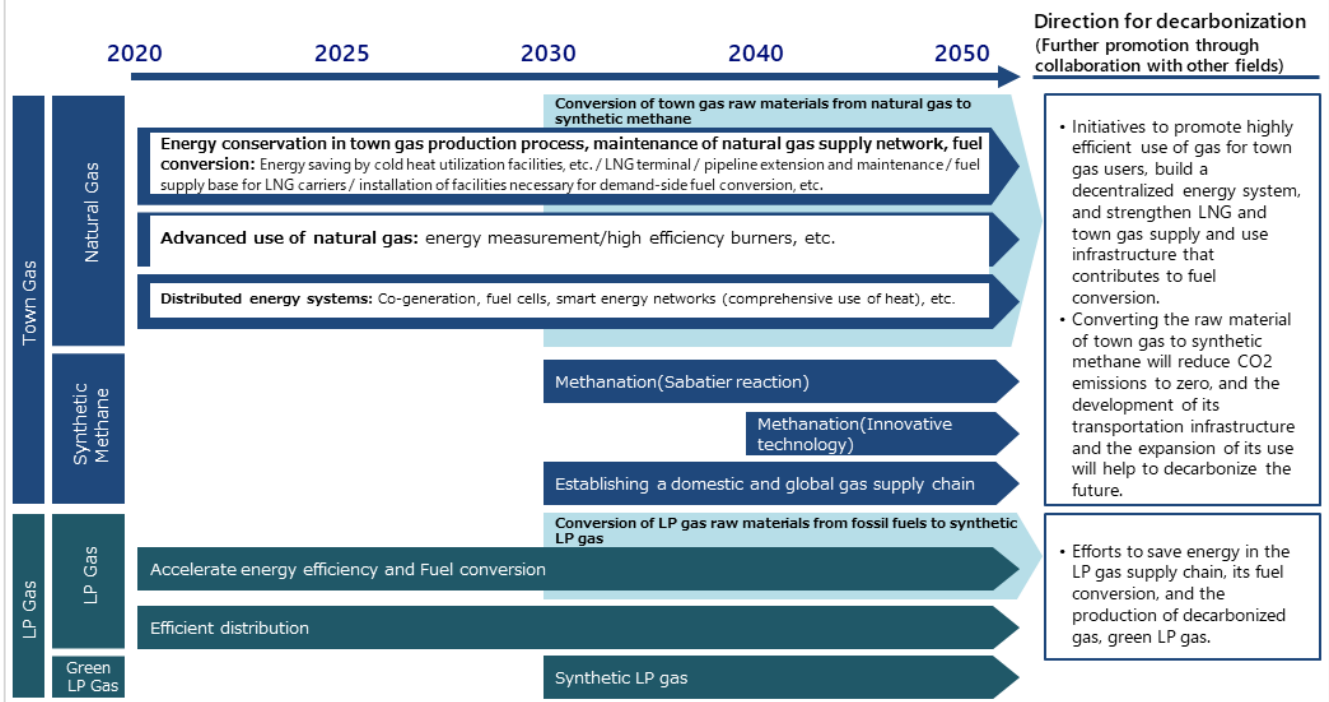 Direction for decarbonization
(Further promotion through
collaboration with other fields)
2020
2025
2030
2040
2050
Town Gas
Natural Gas
Conversion of town gas raw materials from natural gas to
synthetic methane
Energy conservation in town gas production process, maintenance of natural gas supply network, fuel
conversion: Energy saving by cold heat utilization facilities, etc. / LNG terminal / pipeline extension and maintenance / fuel
supply base for LNG carriers / installation of facilities necessary for demand-side fuel conversion, etc.
Advanced use of natural gas: energy measurement/high efficiency burners, etc.
Distributed energy systems: Co-generation, fuel cells, smart energy networks (comprehensive use of heat), etc.
Synthetic
Methane
Methanation(Sabatier reaction)
Methanation(Innovative
technology)
Establishing a domestic and global gas supply chain
• Initiatives to promote highly
efficient use of gas for town
gas users, build a
decentralized energy system,
and strengthen LNG and
town gas supply and use
infrastructure that
contributes to fuel
conversion.
• Converting the raw material
of town gas to synthetic
methane will reduce CO2
emissions to zero, and the
development of its
transportation infrastructure
and the expansion of its use
will help to decarbonize the
future.
LP Gas
LP Gas
Conversion of LP gas raw materials from fossil fuels to synthetic
LP gas
Accelerate energy efficiency and Fuel conversion
Efficient distribution
Green
LP Gas
Synthetic LP gas
• Efforts to save energy in the
LP gas supply chain, its fuel
conversion, and the
production of decarbonized
gas, green LP gas.